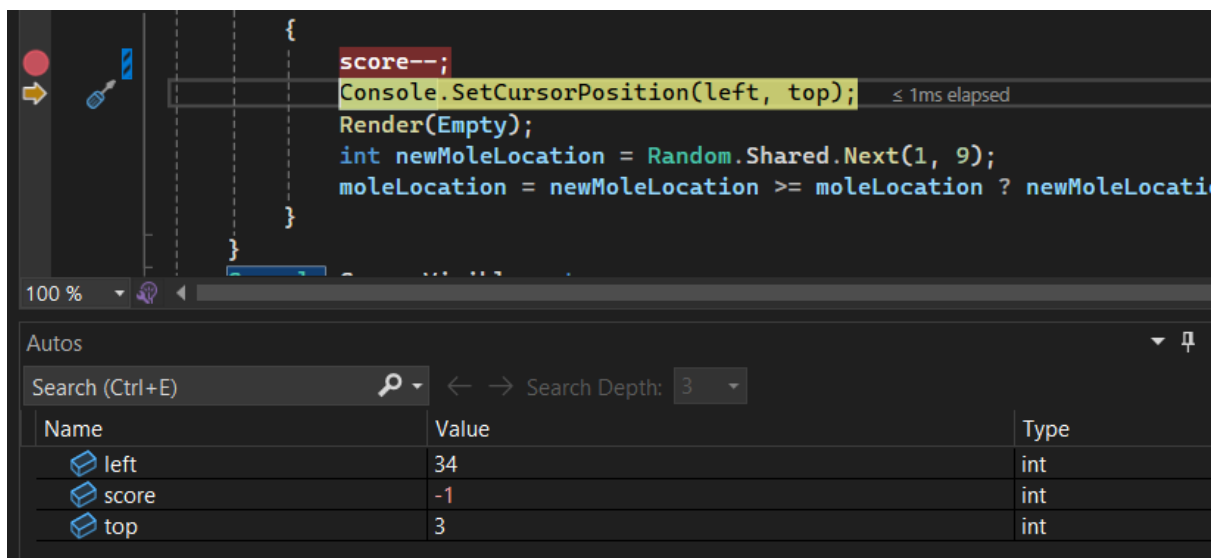 {
score--;
Console.SetCursorPosition(left, top); ≤ 1ms elapsed
Render(Empty);
int newMoleLocation = Random.Shared.Next(1, 9);
moleLocation = newMoleLocation >= moleLocation ? newMoleLocati
}
}
100 %
Autos
Search (Ctrl+E) Search Depth: 3
Name Value Type
left 34 int
score -1 int
top 3 int